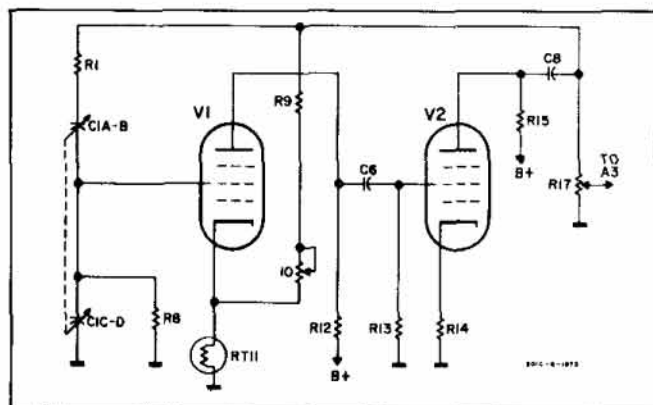 R1
C1A-B
V1
R9
C6
V2
C8
R15
B+
R17
TO
A3
10
C1C-D
R8
RT11
R12
B+
R13
R14